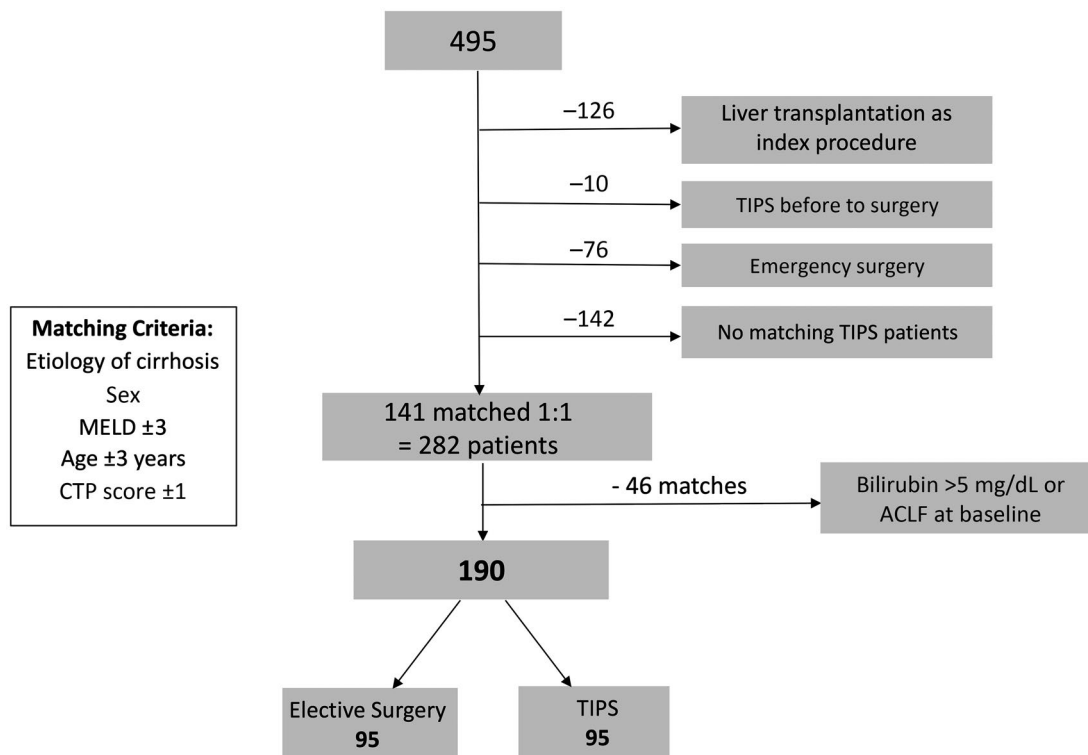 495
–126
Liver transplantation as
index procedure
–10
TIPS before to surgery
–76
Emergency surgery
–142
No matching TIPS patients
Matching Criteria:
Etiology of cirrhosis
Sex
MELD ±3
Age ±3 years
CTP score ±1
141 matched 1:1
= 282 patients
- 46 matches
Bilirubin >5 mg/dL or
ACLF at baseline
190
Elective Surgery
95
TIPS
95